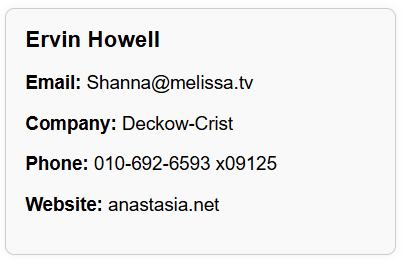 Ervin Howell
Email: Shanna@melissa.tv
Company: Deckow-Crist
Phone: 010-692-6593 x09125
Website: anastasia.net